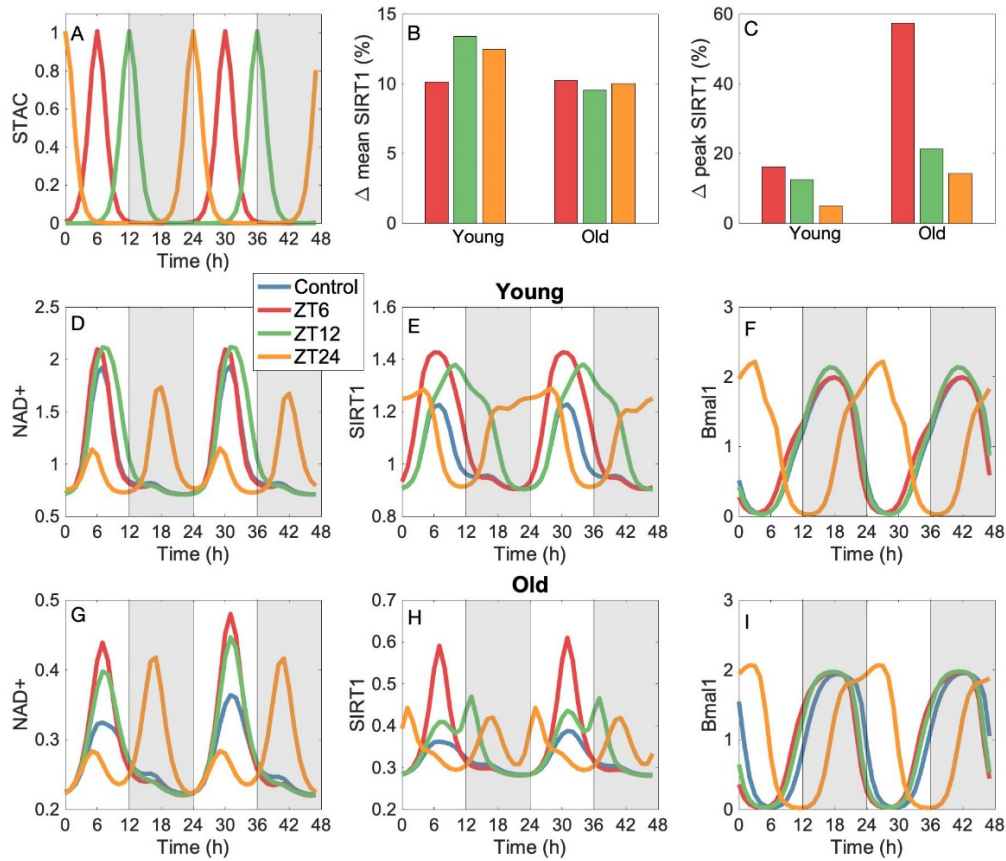 A
STAC
1
0.8
0.6
0.4
0.2
0
0 6 12 18 24 30 36 42 48
Time (h)
B
Δ mean SIRT1 (%)
15
10
5
0
Young Old
C
Δ peak SIRT1 (%)
60
40
20
0
Young Old
Control
ZT6
ZT12
ZT24
Young
D
NAD+
2.5
2
1.5
1
0.5
0 6 12 18 24 30 36 42 48
Time (h)
E
SIRT1
1.6
1.4
1.2
1
0.8
0 6 12 18 24 30 36 42 48
Time (h)
F
Bmal1
3
2
1
0
0 6 12 18 24 30 36 42 48
Time (h)
Old
G
NAD+
0.5
0.4
0.3
0.2
0 6 12 18 24 30 36 42 48
Time (h)
H
SIRT1
0.7
0.6
0.5
0.4
0.3
0.2
0 6 12 18 24 30 36 42 48
Time (h)
I
Bmal1
3
2
1
0
0 6 12 18 24 30 36 42 48
Time (h)